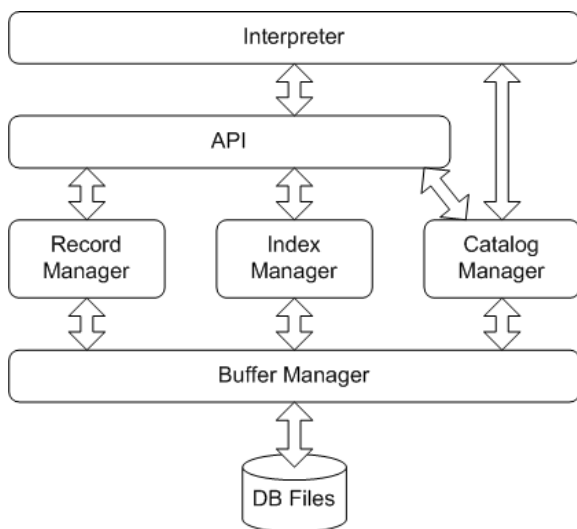 Interpreter
API
Record
Manager
Index
Manager
Catalog
Manager
Buffer Manager
DB Files